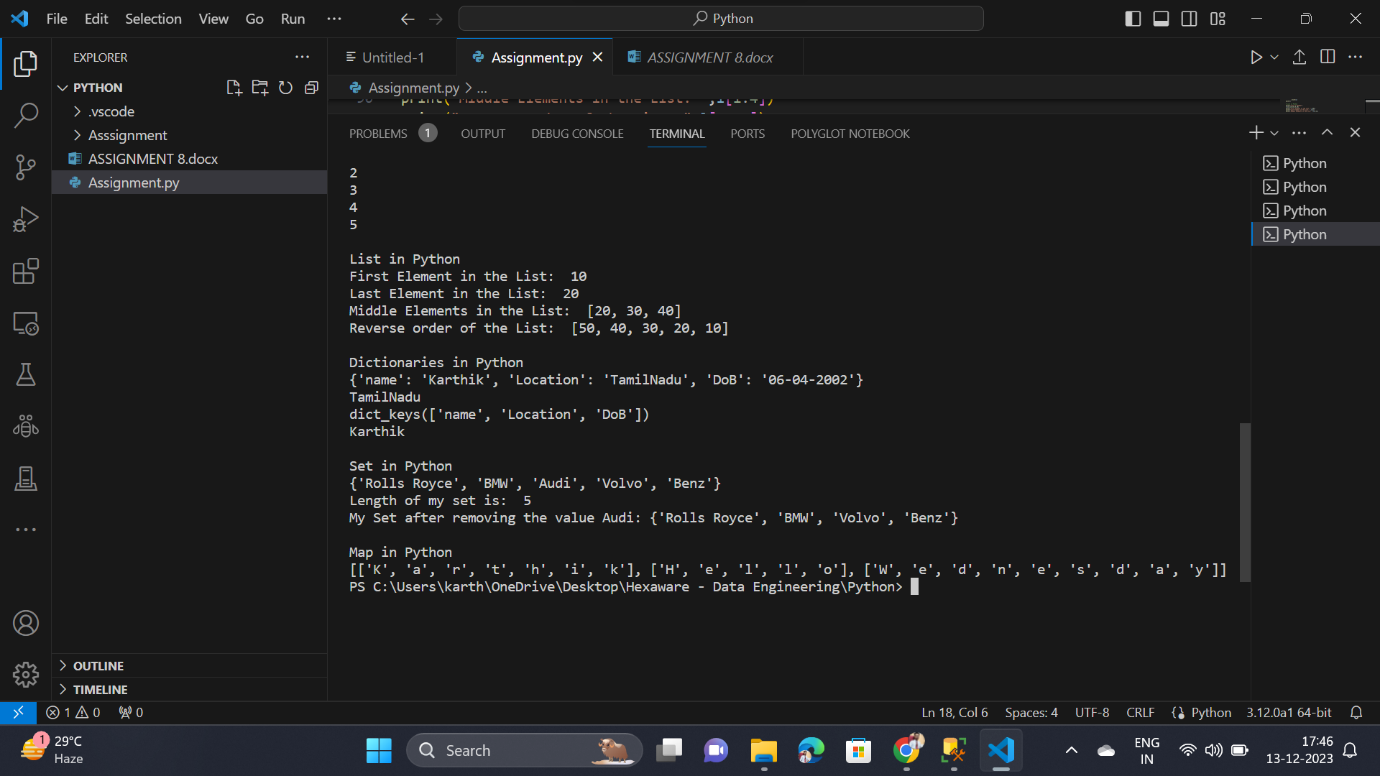 File Edit Selection View Go Run ... Python
EXPLORER
PYTHON
.vscode
Asssignment
ASSIGNMENT 8.docx
Assignment.py
OUTLINE
TIMELINE
Untitled-1 Assignment.py ASSIGNMENT 8.docx
Assignment.py > ...
PROBLEMS 1 OUTPUT DEBUG CONSOLE TERMINAL PORTS POLYGLOT NOTEBOOK
2
3
4
5
List in Python
First Element in the List:  10
Last Element in the List:  20
Middle Elements in the List:  [20, 30, 40]
Reverse order of the List:  [50, 40, 30, 20, 10]
Dictionaries in Python
{'name': 'Karthik', 'Location': 'TamilNadu', 'DoB': '06-04-2002'}
TamilNadu
dict_keys(['name', 'Location', 'DoB'])
Karthik
Set in Python
{'Rolls Royce', 'BMW', 'Audi', 'Volvo', 'Benz'}
Length of my set is:  5
My Set after removing the value Audi: {'Rolls Royce', 'BMW', 'Volvo', 'Benz'}
Map in Python
[['K', 'a', 'r', 't', 'h', 'i', 'k'], ['H', 'e', 'l', 'l', 'o'], ['W', 'e', 'd', 'n', 'e', 's', 'd', 'a', 'y']]
PS C:\Users\karth\OneDrive\Desktop\Hexaware - Data Engineering\Python>
Python
Python
Python
Python
1 0 0 Ln 18, Col 6 Spaces: 4 UTF-8 CRLF Python 3.12.0a1 64-bit
1
29°C
Haze
Search
ENG
IN
17:46
13-12-2023